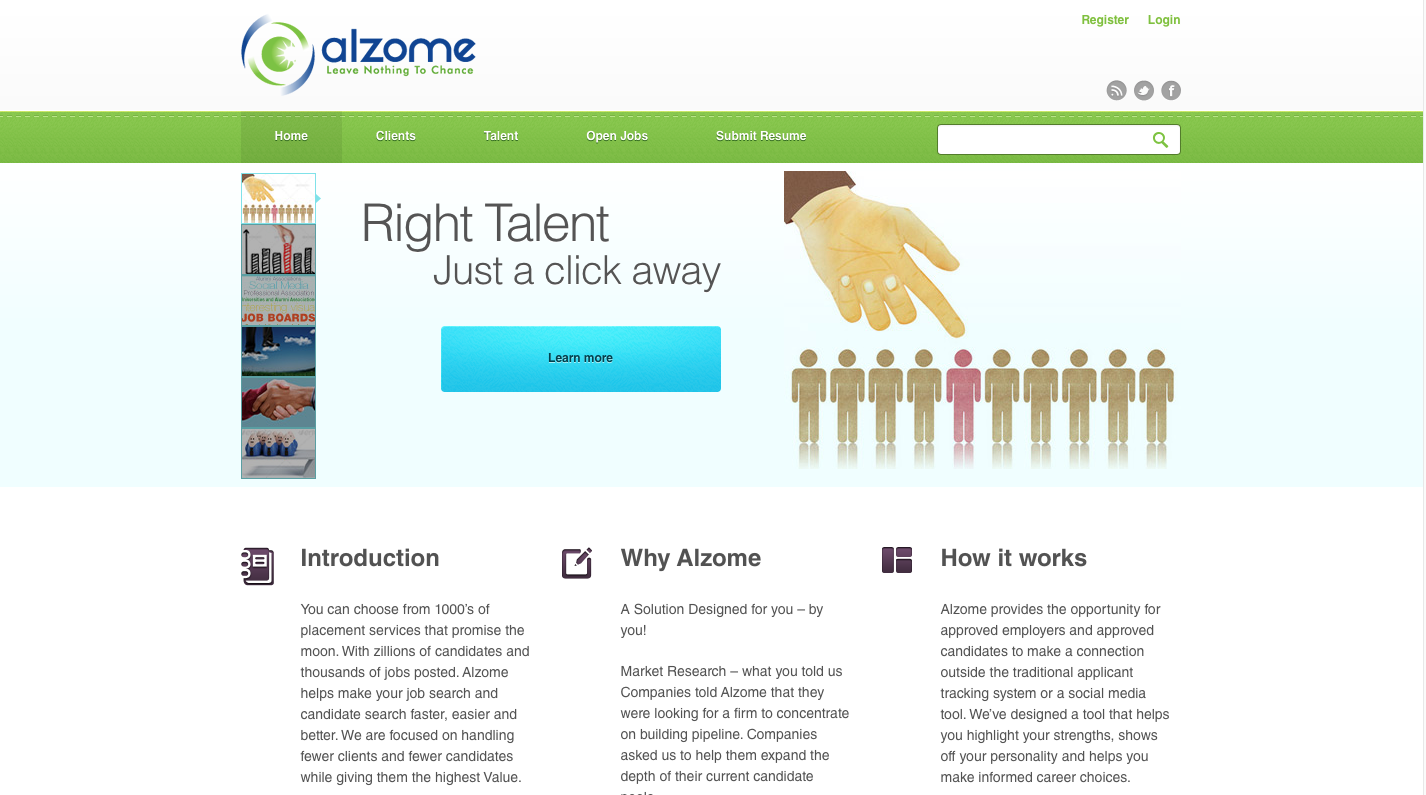 Register Login
alzome
Leave Nothing To Chance
f
Home Clients Talent Open Jobs Submit Resume
Right Talent
Just a click away
Social Media
Professional Association
Universities and Alumni Association
JOB BOARDS
Learn more
Introduction
You can choose from 1000’s of
placement services that promise the
moon. With zillions of candidates and
thousands of jobs posted. Alzome
helps make your job search and
candidate search faster, easier and
better. We are focused on handling
fewer clients and fewer candidates
while giving them the highest Value.
Why Alzome
A Solution Designed for you – by
you!
Market Research – what you told us
Companies told Alzome that they
were looking for a firm to concentrate
on building pipeline. Companies
asked us to help them expand the
depth of their current candidate
How it works
Alzome provides the opportunity for
approved employers and approved
candidates to make a connection
outside the traditional applicant
tracking system or a social media
tool. We’ve designed a tool that helps
you highlight your strengths, shows
off your personality and helps you
make informed career choices.